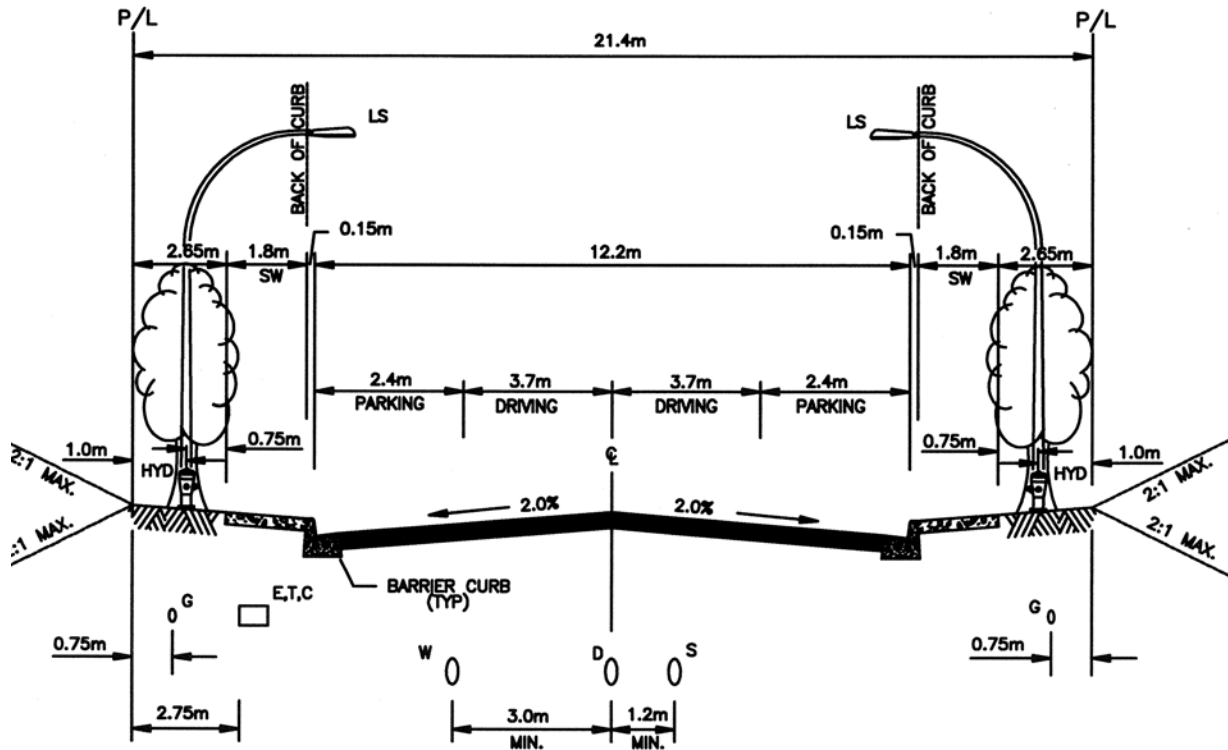 P/L
P/L
21.4m
BACK OF CURB
LS
LS
BACK OF CURB
0.15m
0.15m
2.65m
1.8m
SW
12.2m
1.8m
SW
2.65m
2.4m
PARKING
3.7m
DRIVING
3.7m
DRIVING
2.4m
PARKING
1.0m
0.75m
0.75m
1.0m
HYD
HYD
℄
2:1 MAX.
2:1 MAX.
2.0%
2.0%
2:1 MAX.
2:1 MAX.
BARRIER CURB
(TYP)
G
E,T,C
G
0.75m
0.75m
W
D
S
2.75m
3.0m
MIN.
1.2m
MIN.